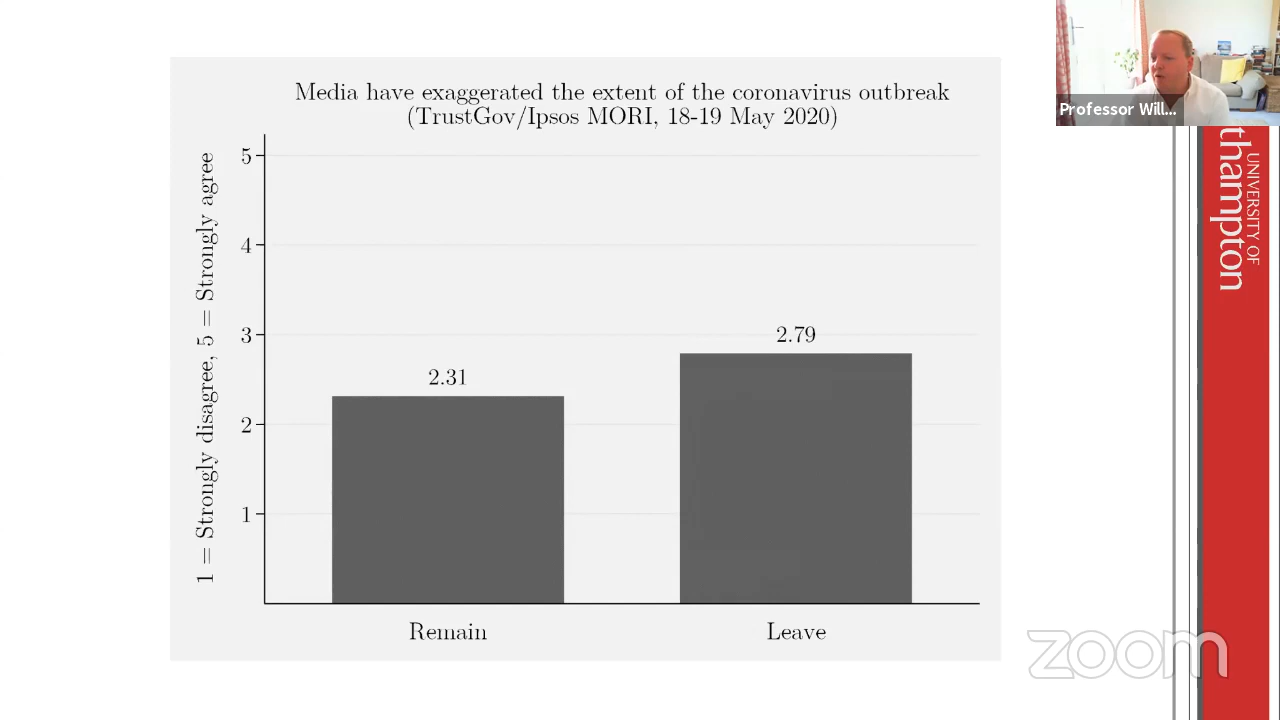 Media have exaggerated the extent of the coronavirus outbreak
(TrustGov/Ipsos MORI, 18-19 May 2020)
1 = Strongly disagree, 5 = Strongly agree
5
4
3
2
1
2.31
2.79
Remain
Leave
Professor Will...
UNIVERSITY OF
thampton
zoom